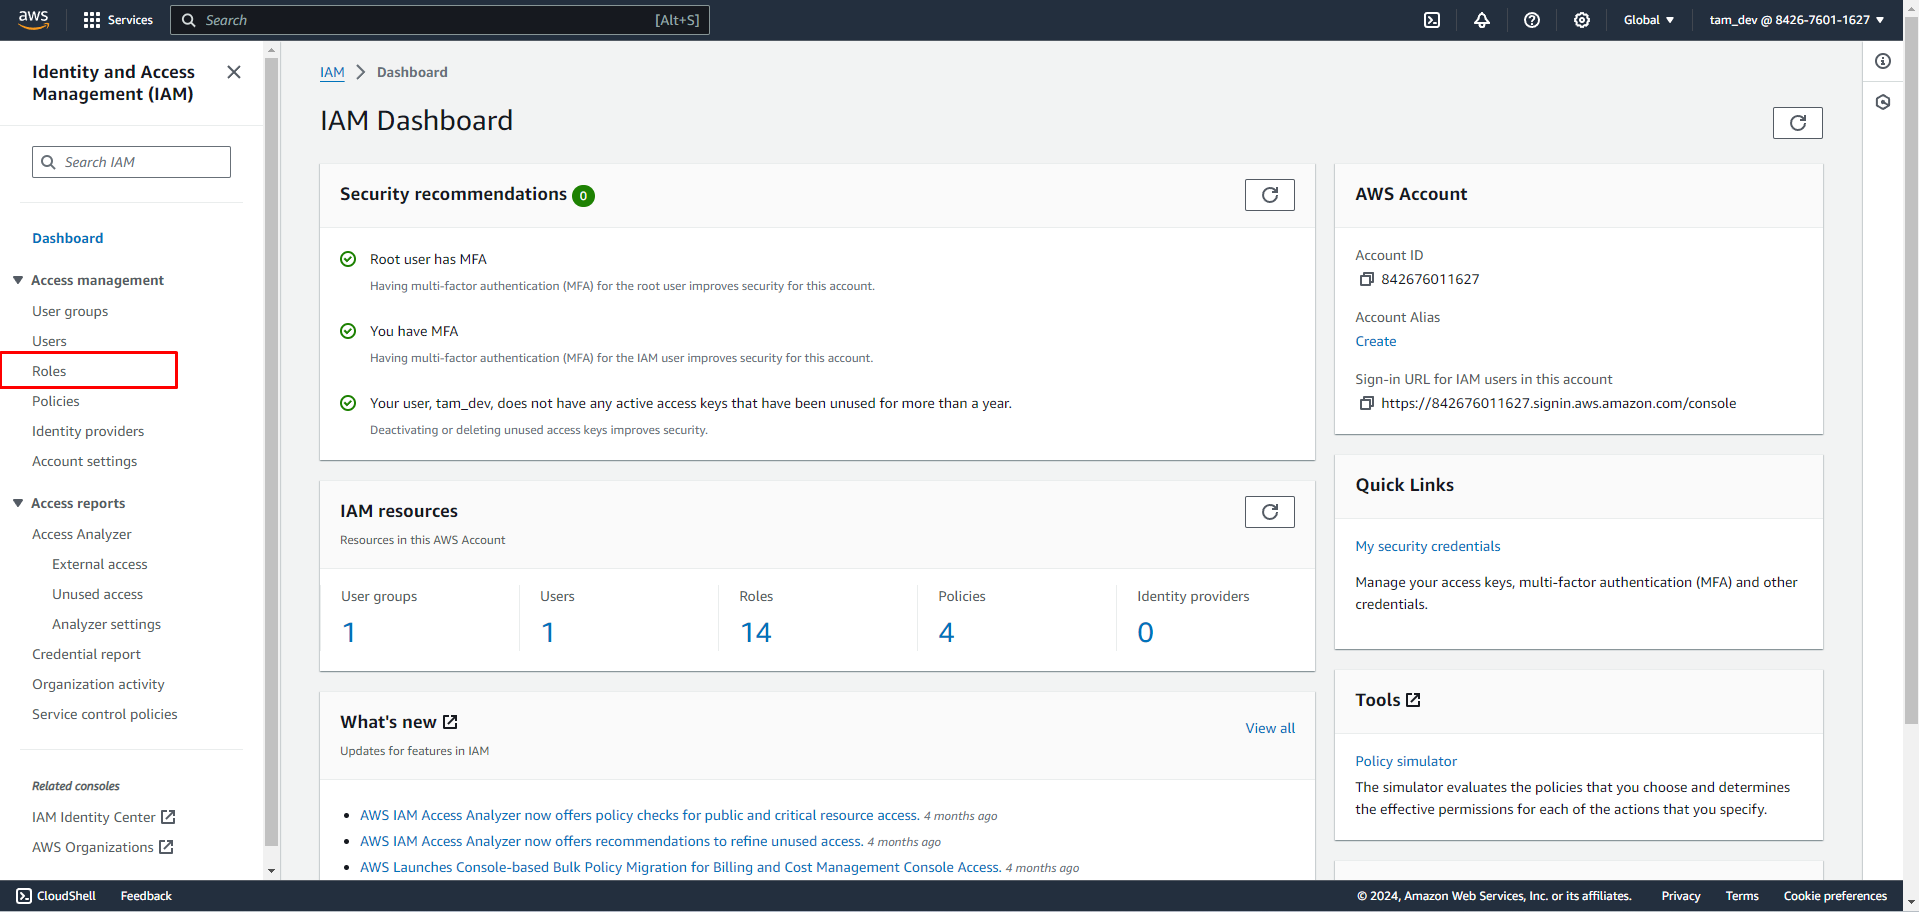 aws
Services
Search
[Alt+S]
Global
tam_dev @ 8426-7601-1627
Identity and Access
Management (IAM)
Search IAM
Dashboard
Access management
User groups
Users
Roles
Policies
Identity providers
Account settings
Access reports
Access Analyzer
External access
Unused access
Analyzer settings
Credential report
Organization activity
Service control policies
Related consoles
IAM Identity Center
AWS Organizations
IAM
Dashboard
IAM Dashboard
Security recommendations 0
Root user has MFA
Having multi-factor authentication (MFA) for the root user improves security for this account.
You have MFA
Having multi-factor authentication (MFA) for the IAM user improves security for this account.
Your user, tam_dev, does not have any active access keys that have been unused for more than a year.
Deactivating or deleting unused access keys improves security.
IAM resources
Resources in this AWS Account
User groups
1
Users
1
Roles
14
Policies
4
Identity providers
0
What's new
View all
Updates for features in IAM
AWS IAM Access Analyzer now offers policy checks for public and critical resource access. 4 months ago
AWS IAM Access Analyzer now offers recommendations to refine unused access. 4 months ago
AWS Launches Console-based Bulk Policy Migration for Billing and Cost Management Console Access. 4 months ago
AWS Account
Account ID
842676011627
Account Alias
Create
Sign-in URL for IAM users in this account
https://842676011627.signin.aws.amazon.com/console
Quick Links
My security credentials
Manage your access keys, multi-factor authentication (MFA) and other
credentials.
Tools
Policy simulator
The simulator evaluates the policies that you choose and determines
the effective permissions for each of the actions that you specify.
CloudShell
Feedback
© 2024, Amazon Web Services, Inc. or its affiliates.
Privacy
Terms
Cookie preferences